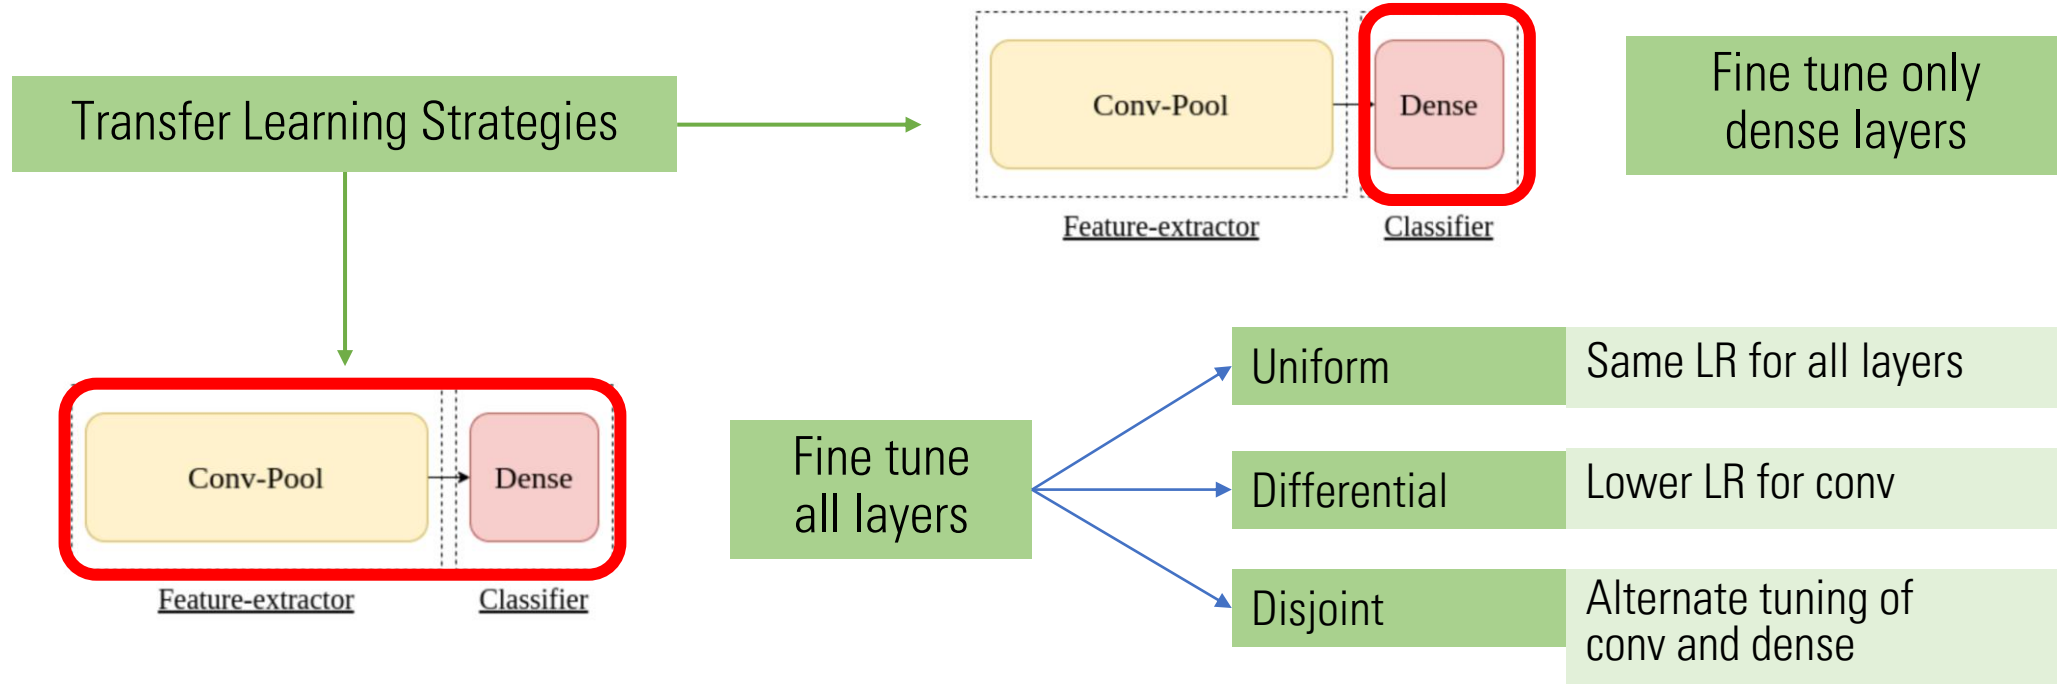 Transfer Learning Strategies
Conv-Pool
Dense
Feature-extractor
Classifier
Fine tune only
dense layers
Conv-Pool
Dense
Feature-extractor
Classifier
Fine tune
all layers
Uniform
Same LR for all layers
Differential
Lower LR for conv
Disjoint
Alternate tuning of
conv and dense